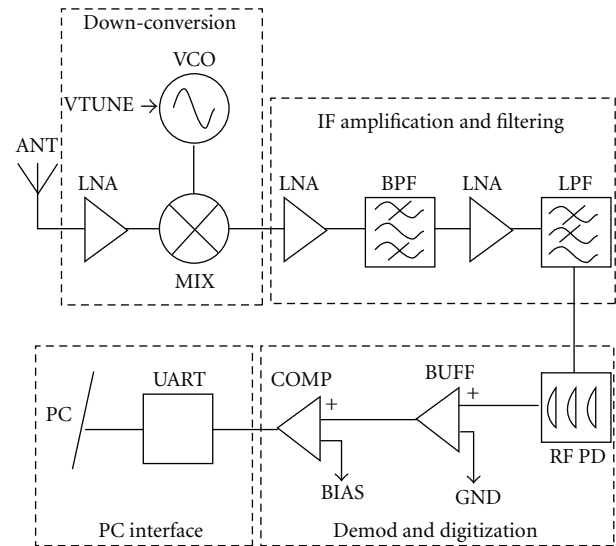 Down-conversion
VCO
VTUNE
IF amplification and filtering
ANT
LNA
MIX
LNA
BPF
LNA
LPF
UART
COMP
BUFF
PC
+
+
RF PD
BIAS
GND
PC interface
Demod and digitization